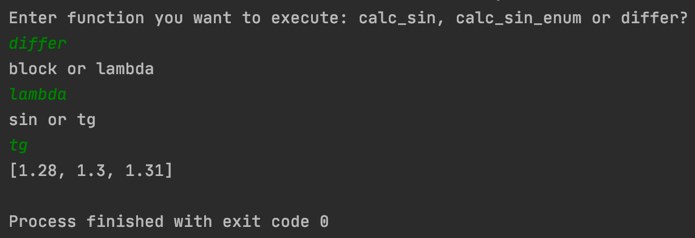 Enter function you want to execute: calc_sin, calc_sin_enum or differ?
differ
block or lambda
lambda
sin or tg
tg
[1.28, 1.3, 1.31]
Process finished with exit code 0